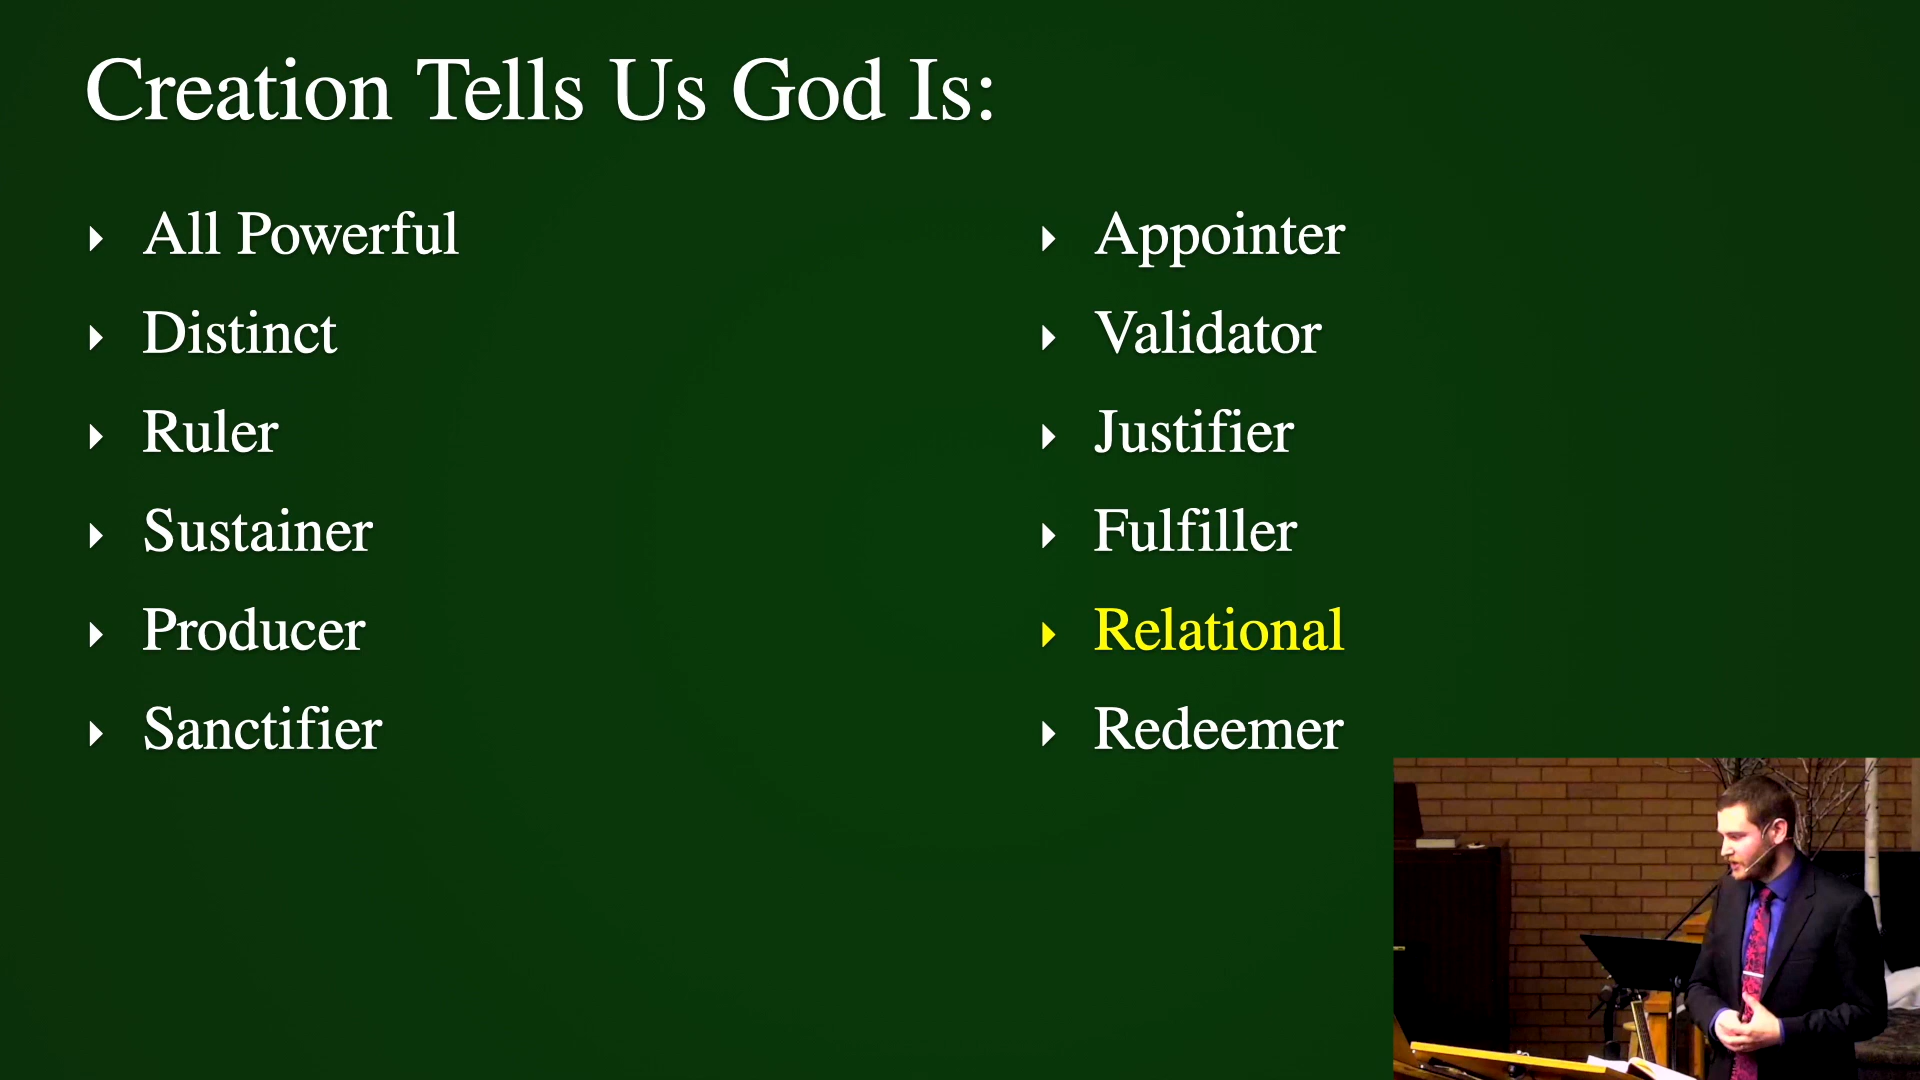 Creation Tells Us God Is:
All Powerful
Distinct
Ruler
Sustainer
Producer
Sanctifier
Appointer
Validator
Justifier
Fulfiller
Relational
Redeemer